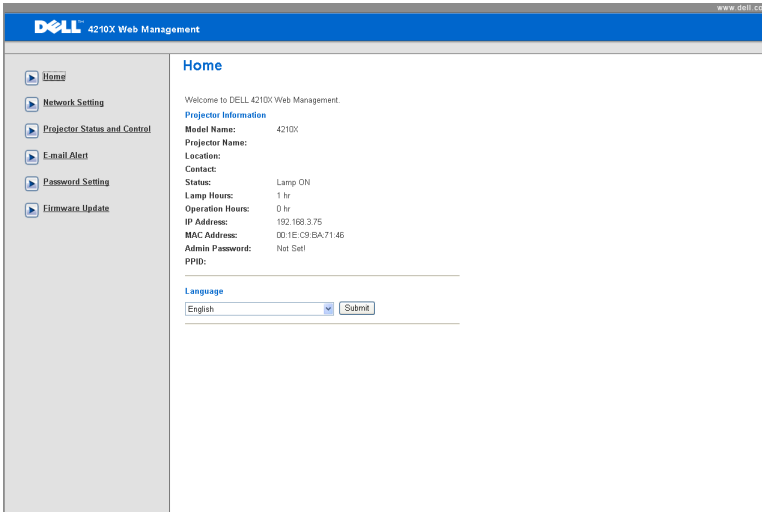 www.dell.co
DELL™ 4210X Web Management
Home
Network Setting
Projector Status and Control
E-mail Alert
Password Setting
Firmware Update
Home
Welcome to DELL 4210X Web Management.
Projector Information
Model Name: 4210X
Projector Name:
Location:
Contact:
Status: Lamp ON
Lamp Hours: 1 hr
Operation Hours: 0 hr
IP Address: 192.168.3.75
MAC Address: 00:1E:C9:BA:71:46
Admin Password: Not Set!
PPID:
Language
English Submit